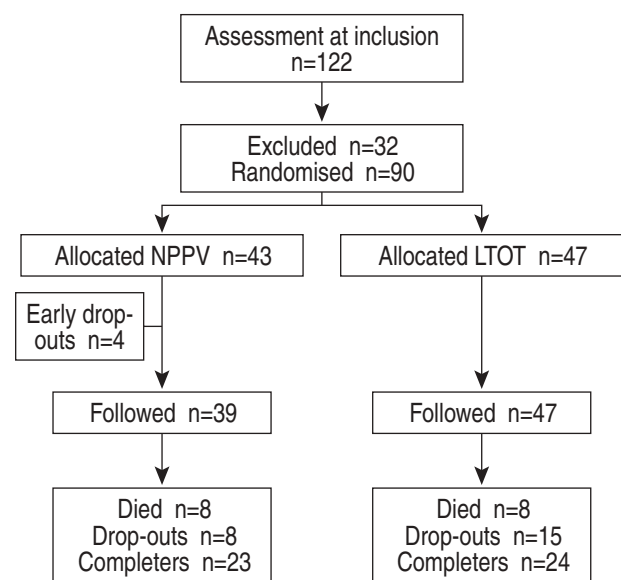 Assessment at inclusion
n=122
Excluded n=32
Randomised n=90
Allocated NPPV n=43
Allocated LTOT n=47
Early drop-
outs n=4
Followed n=39
Followed n=47
Died n=8
Drop-outs n=8
Completers n=23
Died n=8
Drop-outs n=15
Completers n=24